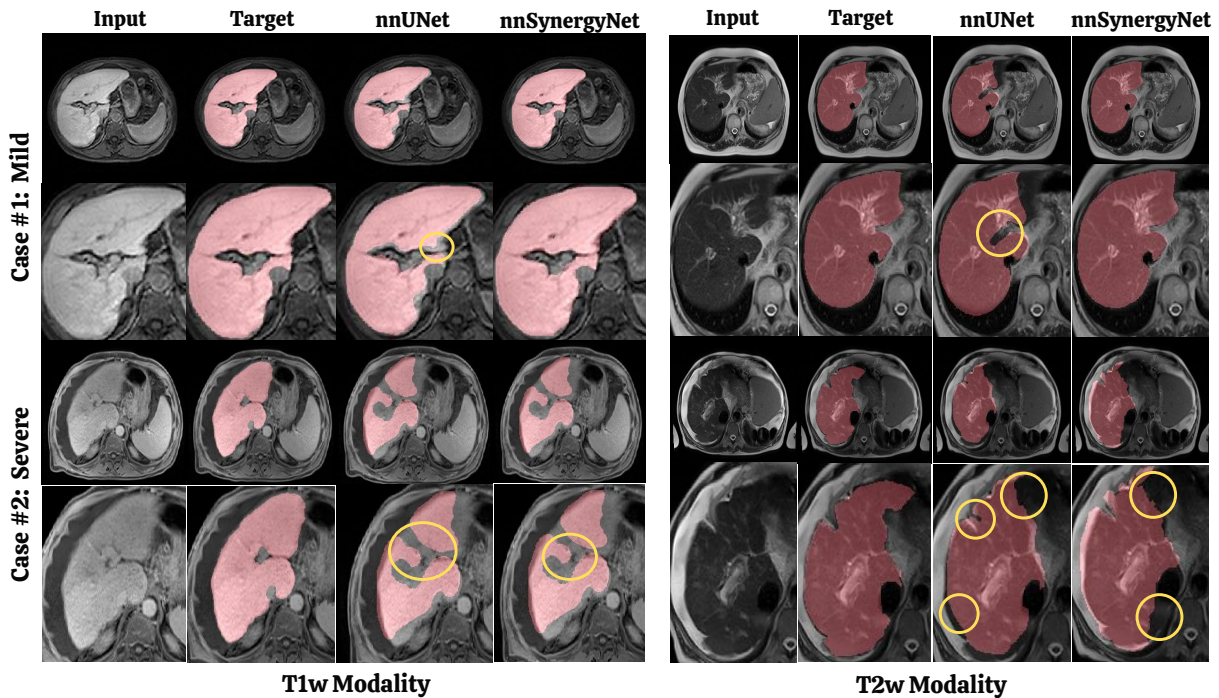 Input Target nnUNet nnSynergyNet
Input Target nnUNet nnSynergyNet
Case #1: Mild
Case #2: Severe
T1w Modality
T2w Modality